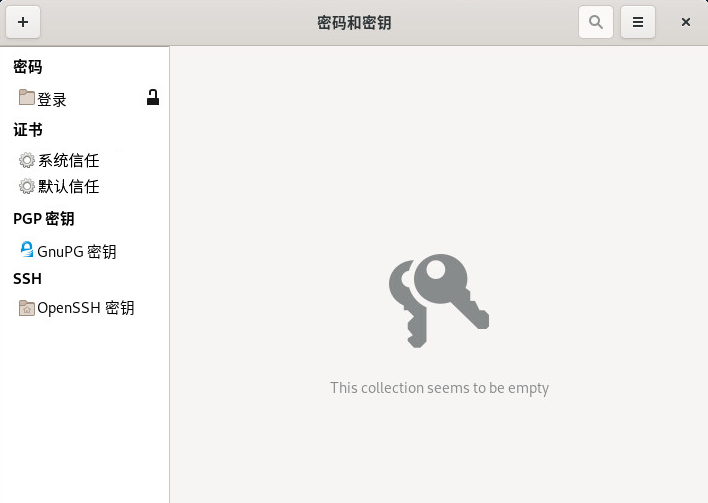 密码和密钥
密码
登录
证书
系统信任
默认信任
PGP 密钥
GnuPG 密钥
SSH
OpenSSH 密钥
This collection seems to be empty